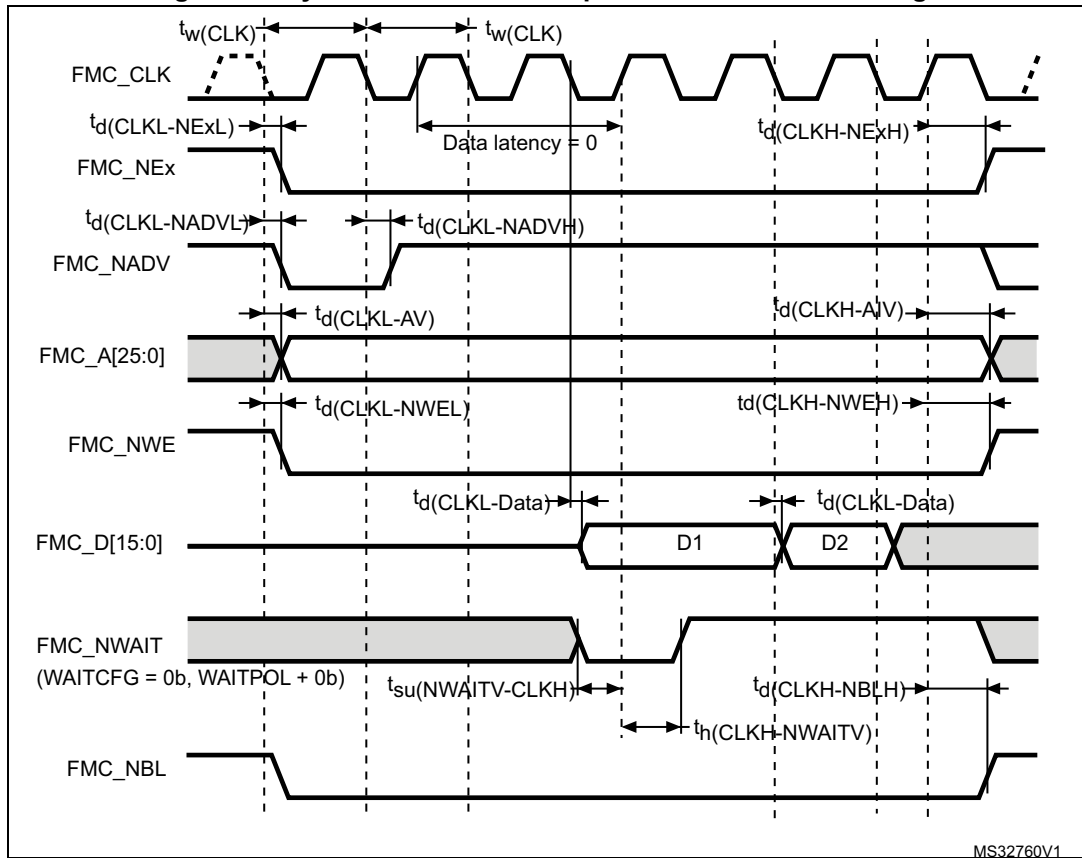 tw(CLK) tw(CLK)
FMC_CLK
td(CLKL-NExL) Data latency = 0 td(CLKH-NExH)
FMC_NEx
td(CLKL-NADVL) td(CLKL-NADVH)
FMC_NADV
td(CLKL-AV) td(CLKH-AIV)
FMC_A[25:0]
td(CLKL-NWEL) td(CLKH-NWEH)
FMC_NWE
td(CLKL-Data) td(CLKL-Data)
FMC_D[15:0] D1 D2
FMC_NWAIT
(WAITCFG = 0b, WAITPOL + 0b)
tsu(NWAITV-CLKH) td(CLKH-NBLH)
th(CLKH-NWAITV)
FMC_NBL
MS32760V1